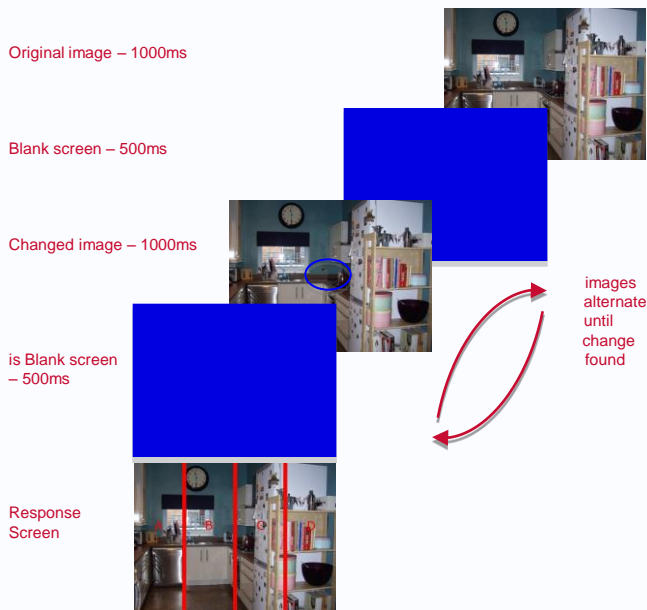 Original image – 1000ms
Blank screen – 500ms
Changed image – 1000ms
images
alternate
until
change
found
is Blank screen
– 500ms
Response
Screen
A
B
C
D